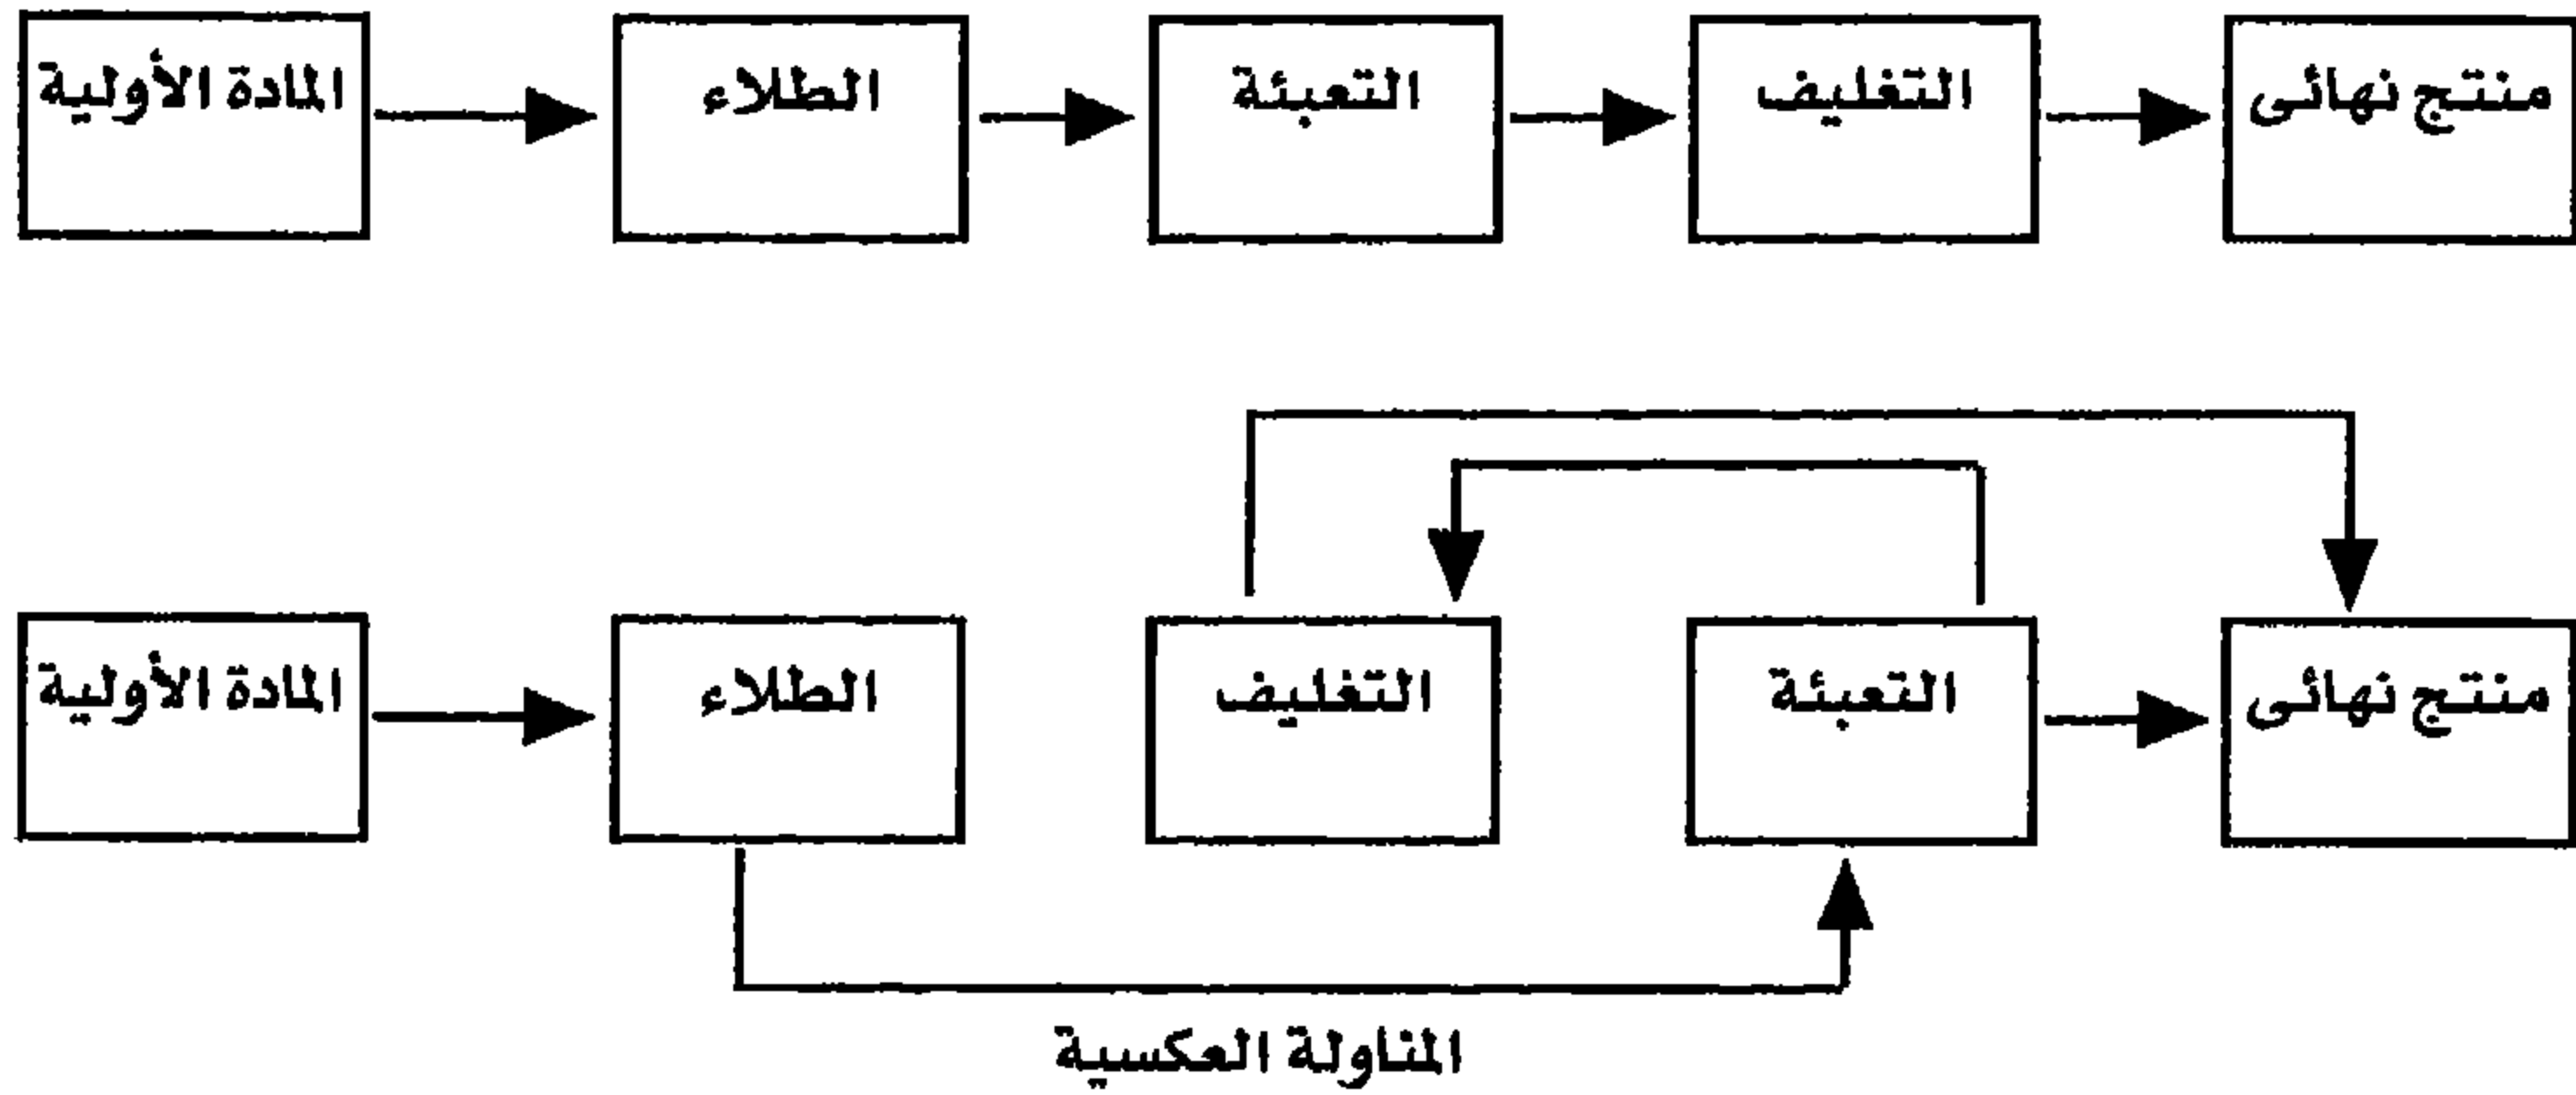 المادة الأولية
الطلاء
التعبئة
التغليف
منتج نهائى
المادة الأولية
الطلاء
التغليف
التعبئة
منتج نهائى
المناولة العكسية